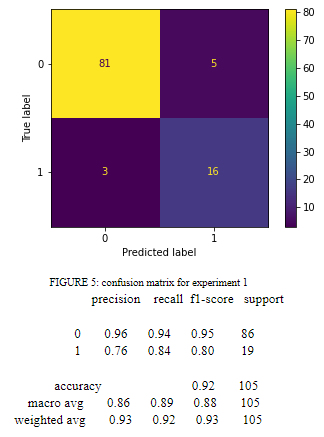 80
0 81 5
70
60
50
True label
40
30
1 3 16
20
10
0 1
Predicted label
FIGURE 5: confusion matrix for experiment 1
precision recall f1-score support
0 0.96 0.94 0.95 86
1 0.76 0.84 0.80 19
accuracy 0.92 105
macro avg 0.86 0.89 0.88 105
weighted avg 0.93 0.92 0.93 105